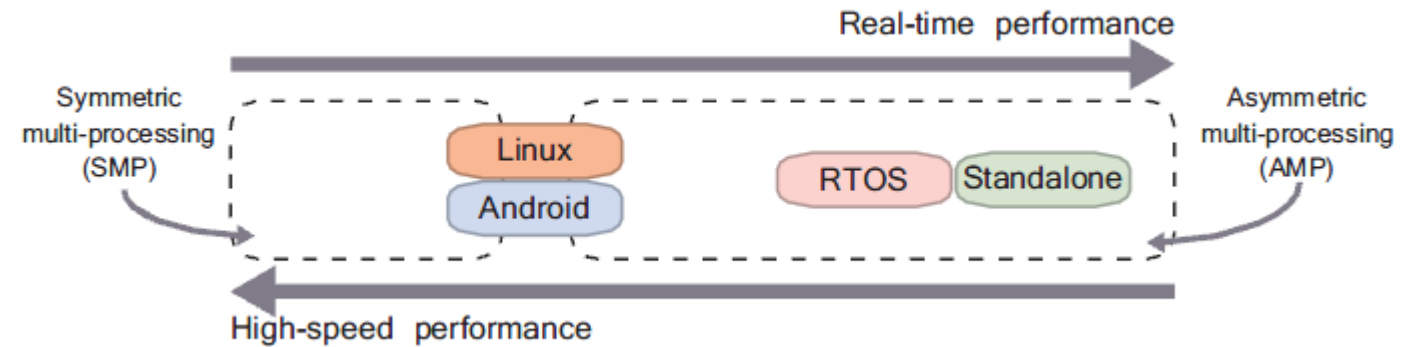 Real-time performance
Symmetric
multi-processing
(SMP)
Asymmetric
multi-processing
(AMP)
Linux
Android
RTOS
Standalone
High-speed performance